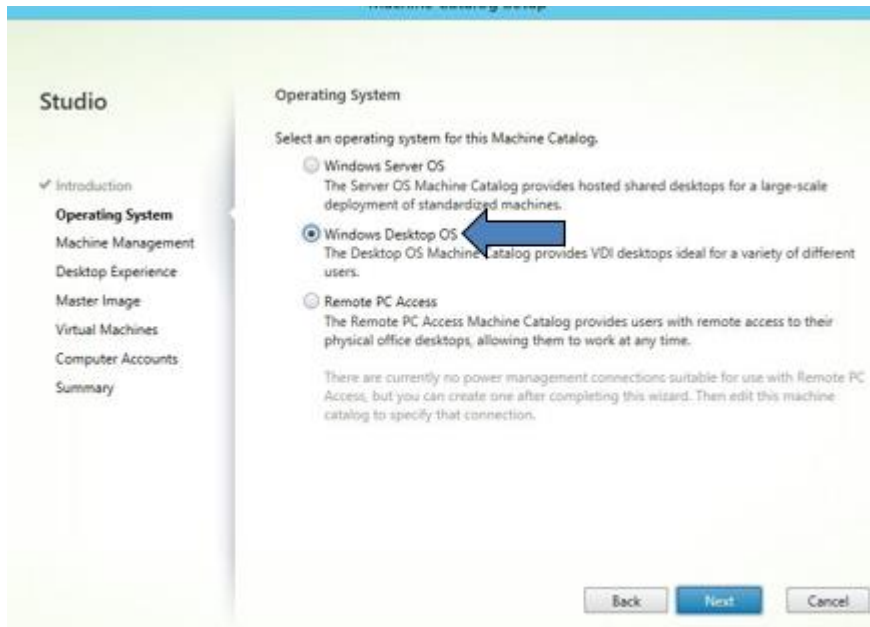 Machine Catalog Setup
Studio
✔ Introduction
Operating System
Machine Management
Desktop Experience
Master Image
Virtual Machines
Computer Accounts
Summary
Operating System
Select an operating system for this Machine Catalog.
Windows Server OS
The Server OS Machine Catalog provides hosted shared desktops for a large-scale
deployment of standardized machines.
Windows Desktop OS
The Desktop OS Machine Catalog provides VDI desktops ideal for a variety of different
users.
Remote PC Access
The Remote PC Access Machine Catalog provides users with remote access to their
physical office desktops, allowing them to work at any time.
There are currently no power management connections suitable for use with Remote PC
Access, but you can create one after completing this wizard. Then edit this machine
catalog to specify that connection.
Back Next Cancel